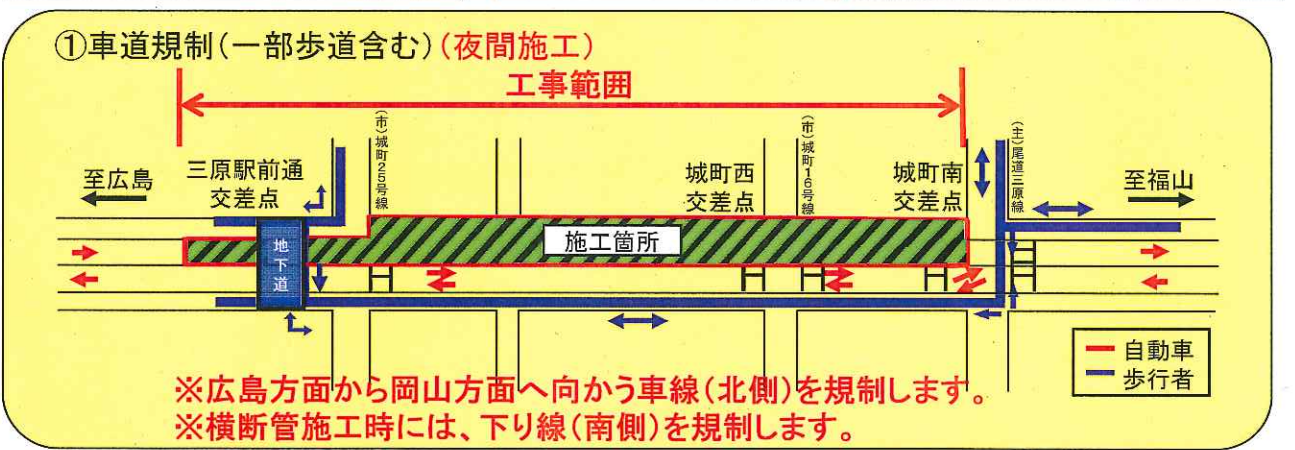 ①車道規制(一部歩道含む)(夜間施工)
工事範囲
至広島
三原駅前通
交差点
(市)城町25号線
城町西
交差点
(市)城町16号線
城町南
交差点
(主)尾道三原線
至福山
地下道
施工箇所
自動車
歩行者
※広島方面から岡山方面へ向かう車線(北側)を規制します。
※横断管施工時には、下り線(南側)を規制します。